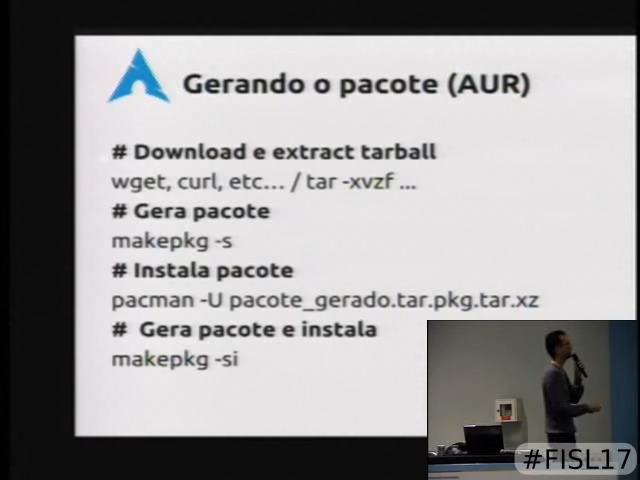 Gerando o pacote (AUR)
# Download e extract tarball
wget, curl, etc... / tar -xvzf ...
# Gera pacote
makepkg -s
# Instala pacote
pacman -U pacote_gerado.tar.pkg.tar.xz
# Gera pacote e instala
makepkg -si
#FISL17